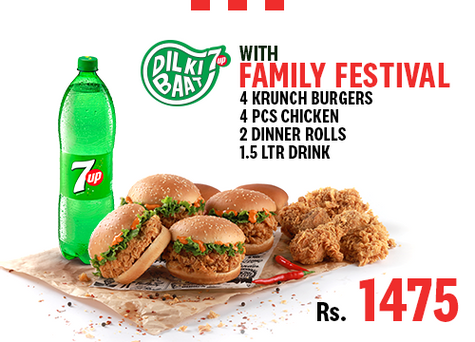 DIL KI
BAAT
7up
WITH
FAMILY FESTIVAL
4 KRUNCH BURGERS
4 PCS CHICKEN
2 DINNER ROLLS
1.5 LTR DRINK
7up
Rs. 1475